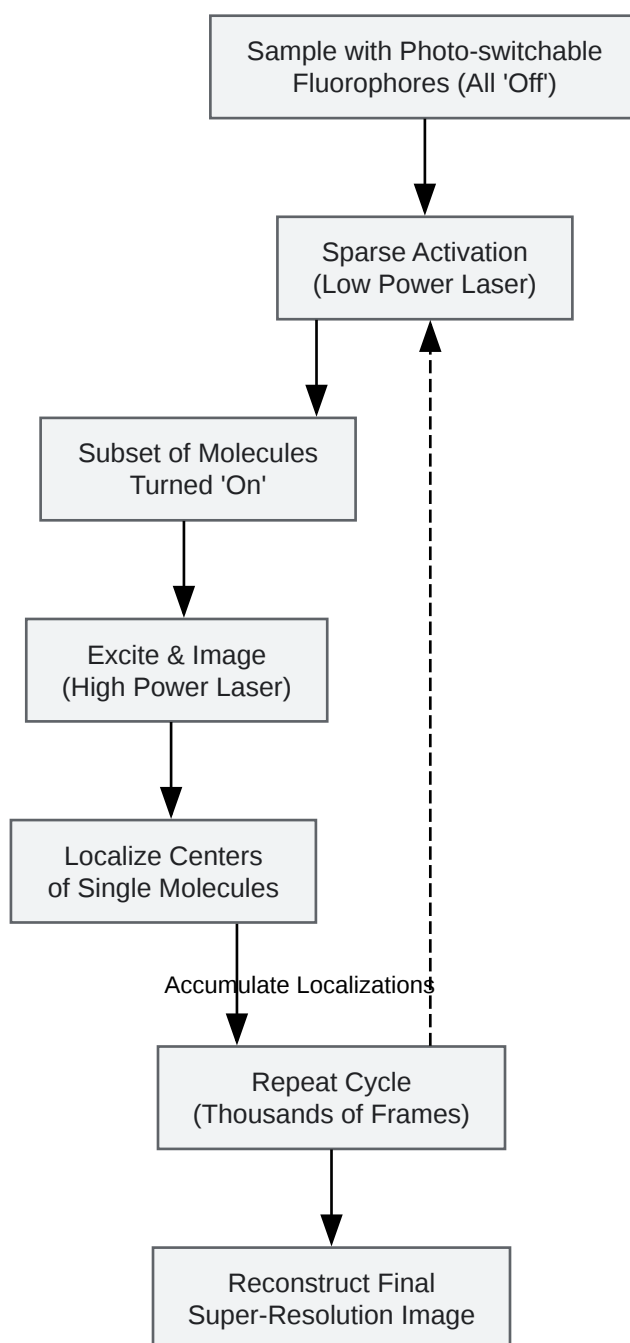 Sample with Photo-switchable
Fluorophores (All 'Off')
Sparse Activation
(Low Power Laser)
Subset of Molecules
Turned 'On'
Excite & Image
(High Power Laser)
Localize Centers
of Single Molecules
Accumulate Localizations
Repeat Cycle
(Thousands of Frames)
Reconstruct Final
Super-Resolution Image